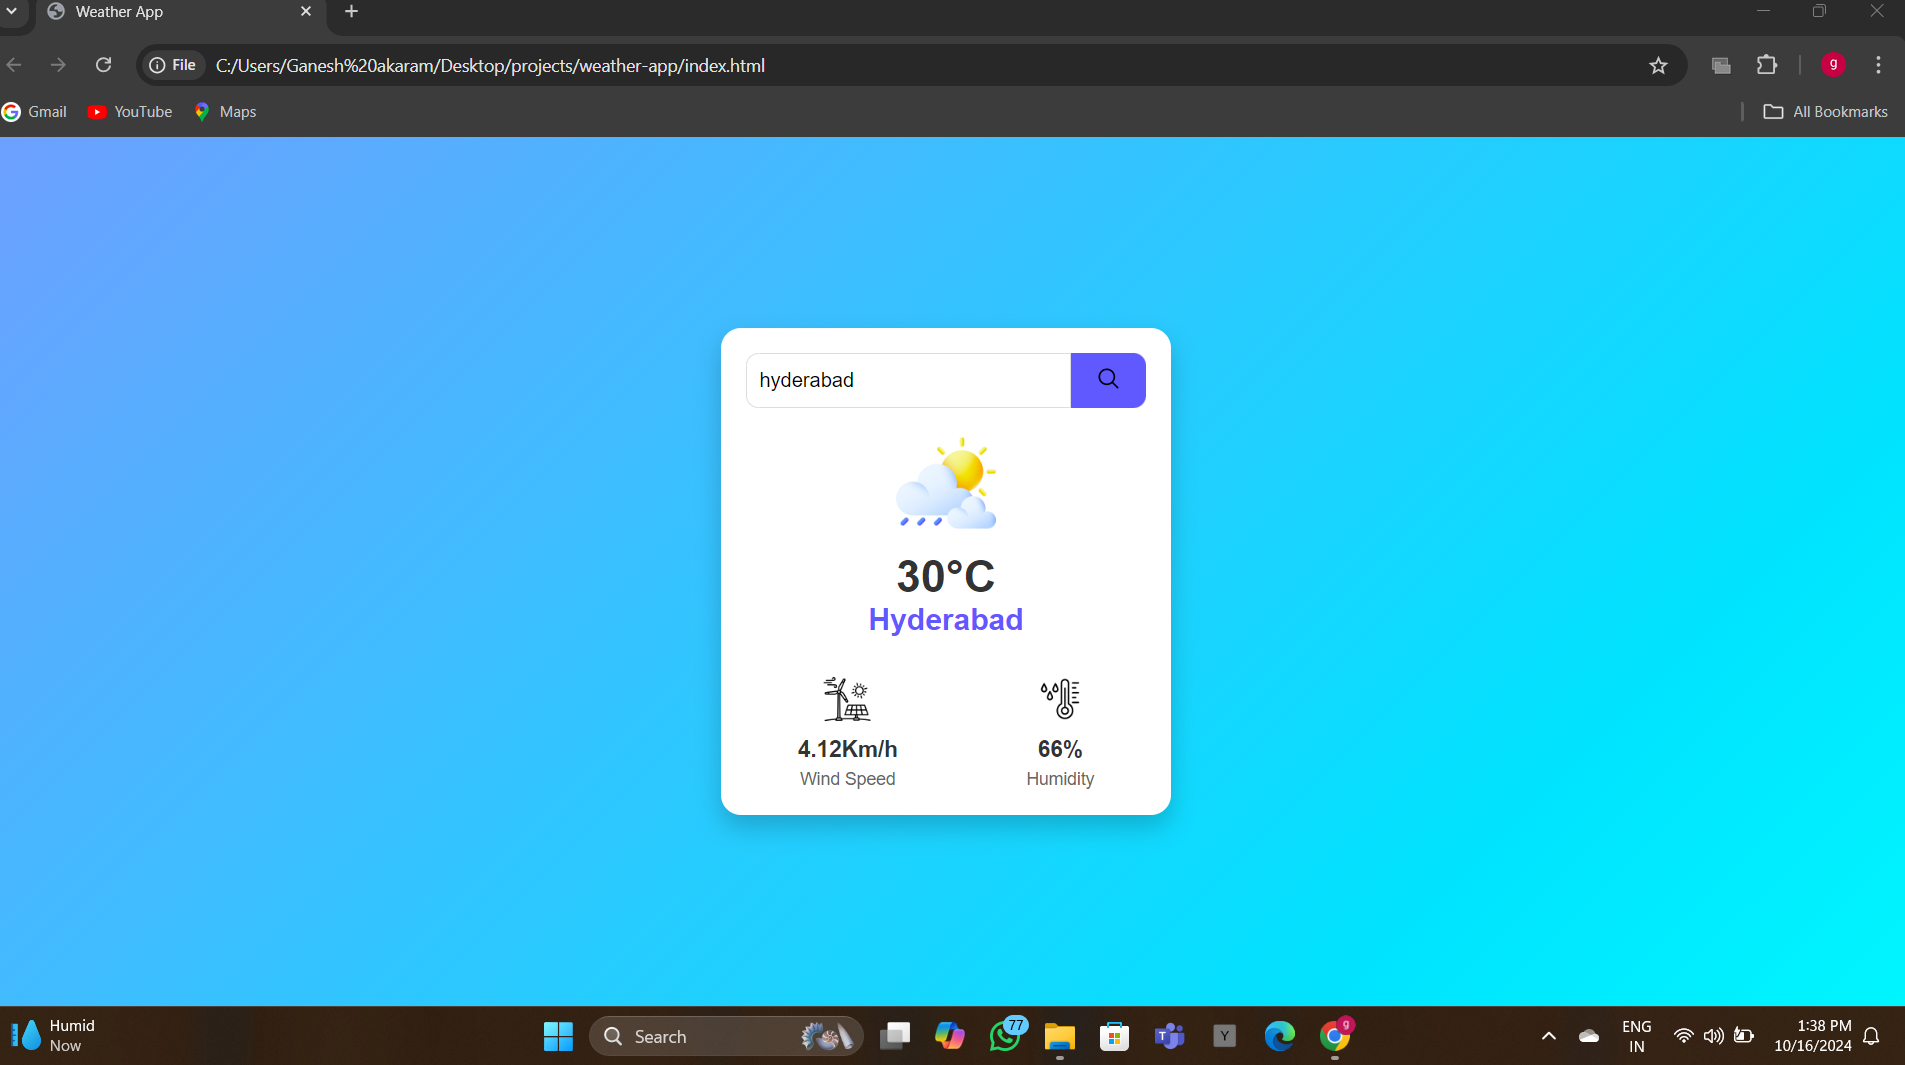 Weather App
File
C:/Users/Ganesh%20akaram/Desktop/projects/weather-app/index.html
g
Gmail
YouTube
Maps
All Bookmarks
hyderabad
30°C
Hyderabad
4.12Km/h
Wind Speed
66%
Humidity
Humid
Now
Search
77
T
Y
g
ENG
IN
1:38 PM
10/16/2024